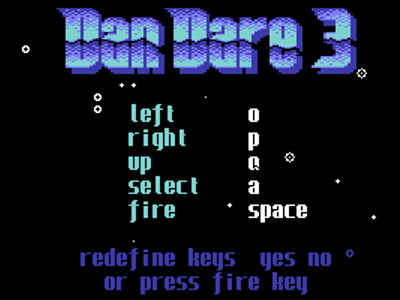 Dan Dare 3
left o
right p
up Q
select a
fire space
redefine keys yes no
or press fire key